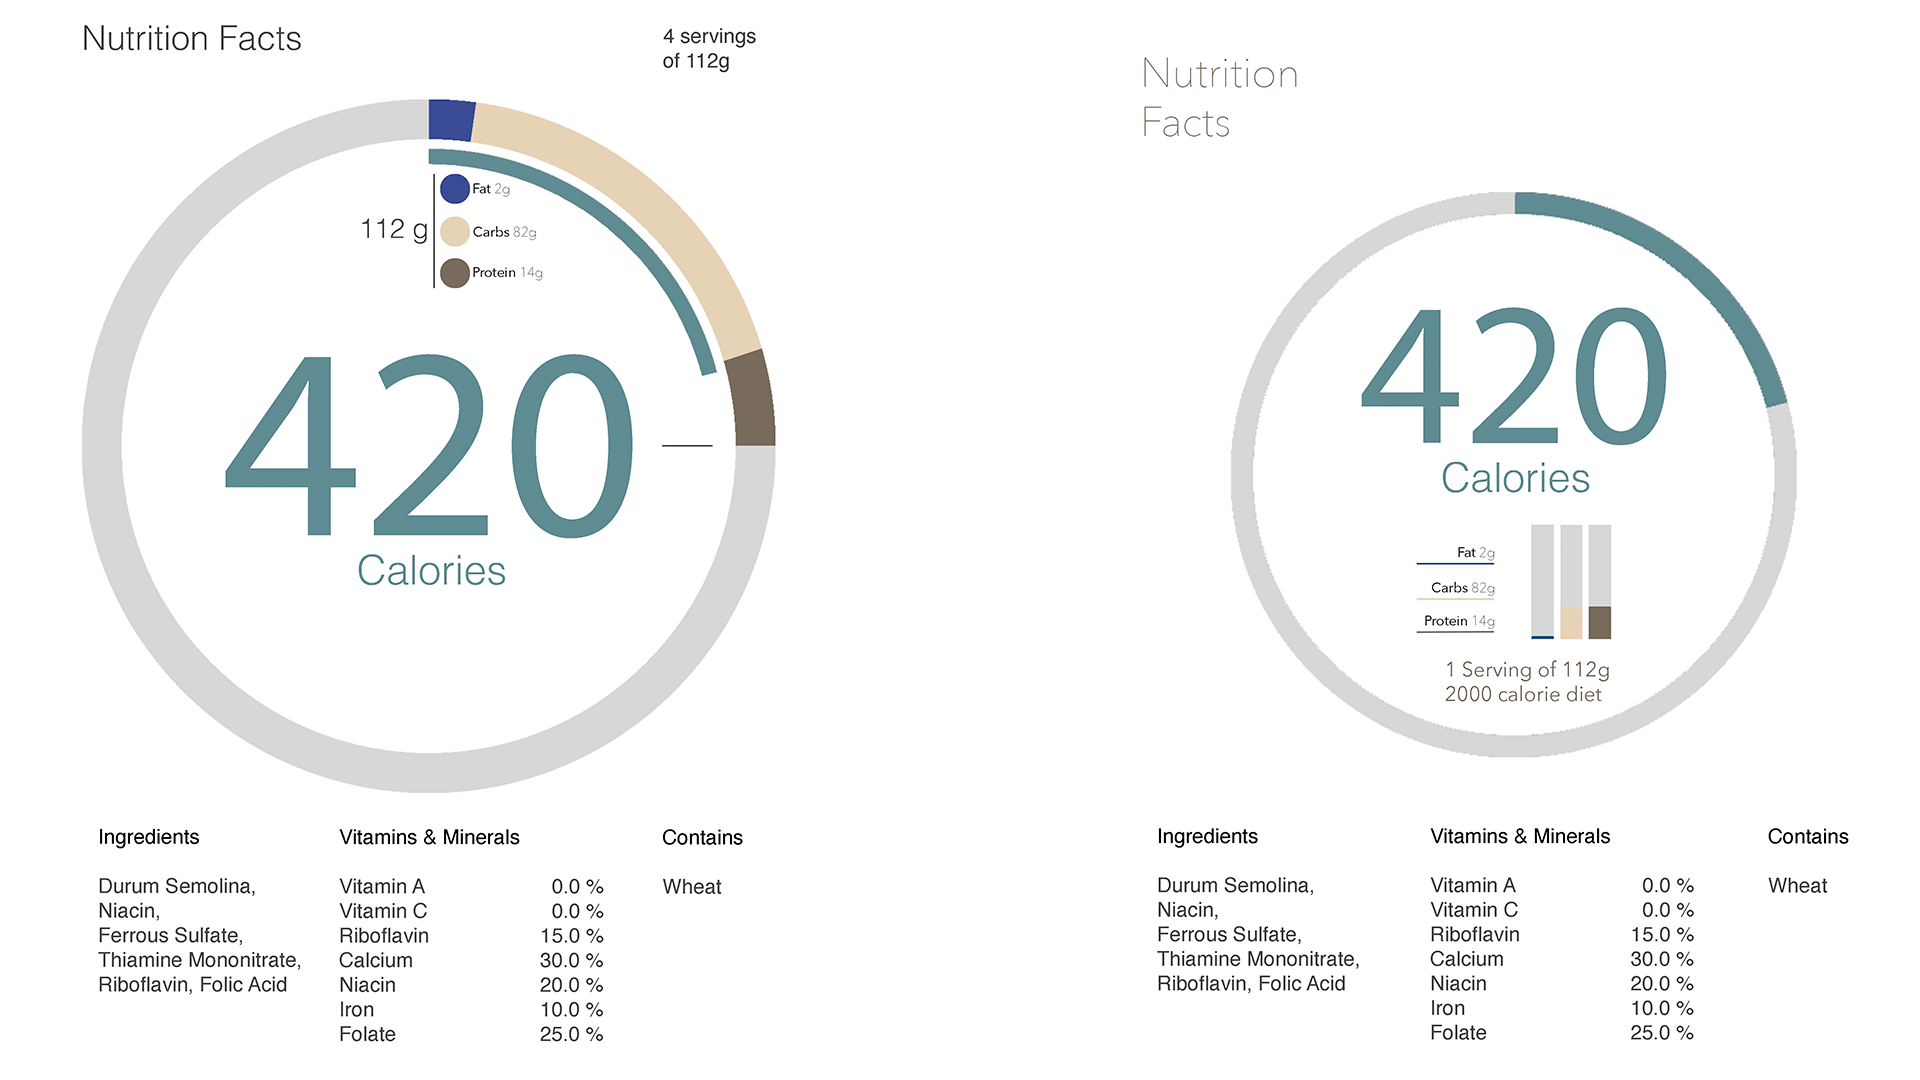 Nutrition Facts
4 servings
of 112g
Fat 2g
112 g
Carbs 82g
Protein 14g
420
Calories
Ingredients
Durum Semolina,
Niacin,
Ferrous Sulfate,
Thiamine Mononitrate,
Riboflavin, Folic Acid
Vitamins & Minerals
Vitamin A 0.0 %
Vitamin C 0.0 %
Riboflavin 15.0 %
Calcium 30.0 %
Niacin 20.0 %
Iron 10.0 %
Folate 25.0 %
Contains
Wheat
Nutrition
Facts
420
Calories
Fat 2g
Carbs 82g
Protein 14g
1 Serving of 112g
2000 calorie diet
Ingredients
Durum Semolina,
Niacin,
Ferrous Sulfate,
Thiamine Mononitrate,
Riboflavin, Folic Acid
Vitamins & Minerals
Vitamin A 0.0 %
Vitamin C 0.0 %
Riboflavin 15.0 %
Calcium 30.0 %
Niacin 20.0 %
Iron 10.0 %
Folate 25.0 %
Contains
Wheat